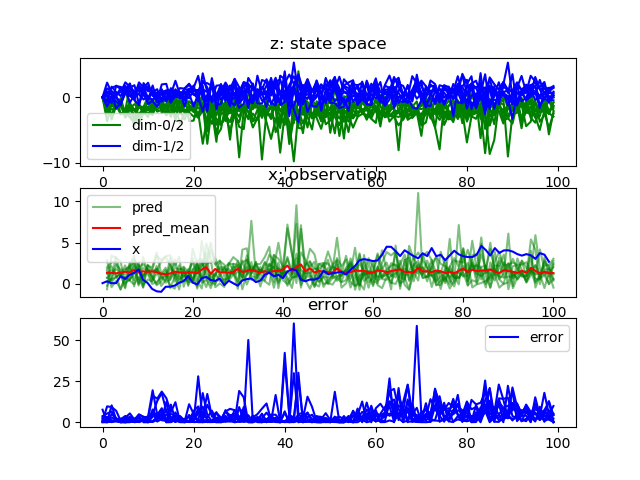 z: state space
0
−10
dim-0/2
dim-1/2
0 20 40 60 80 100
x: observation
10
5
0
pred
pred_mean
x
0 20 40 60 80 100
error
50
25
0
error
0 20 40 60 80 100